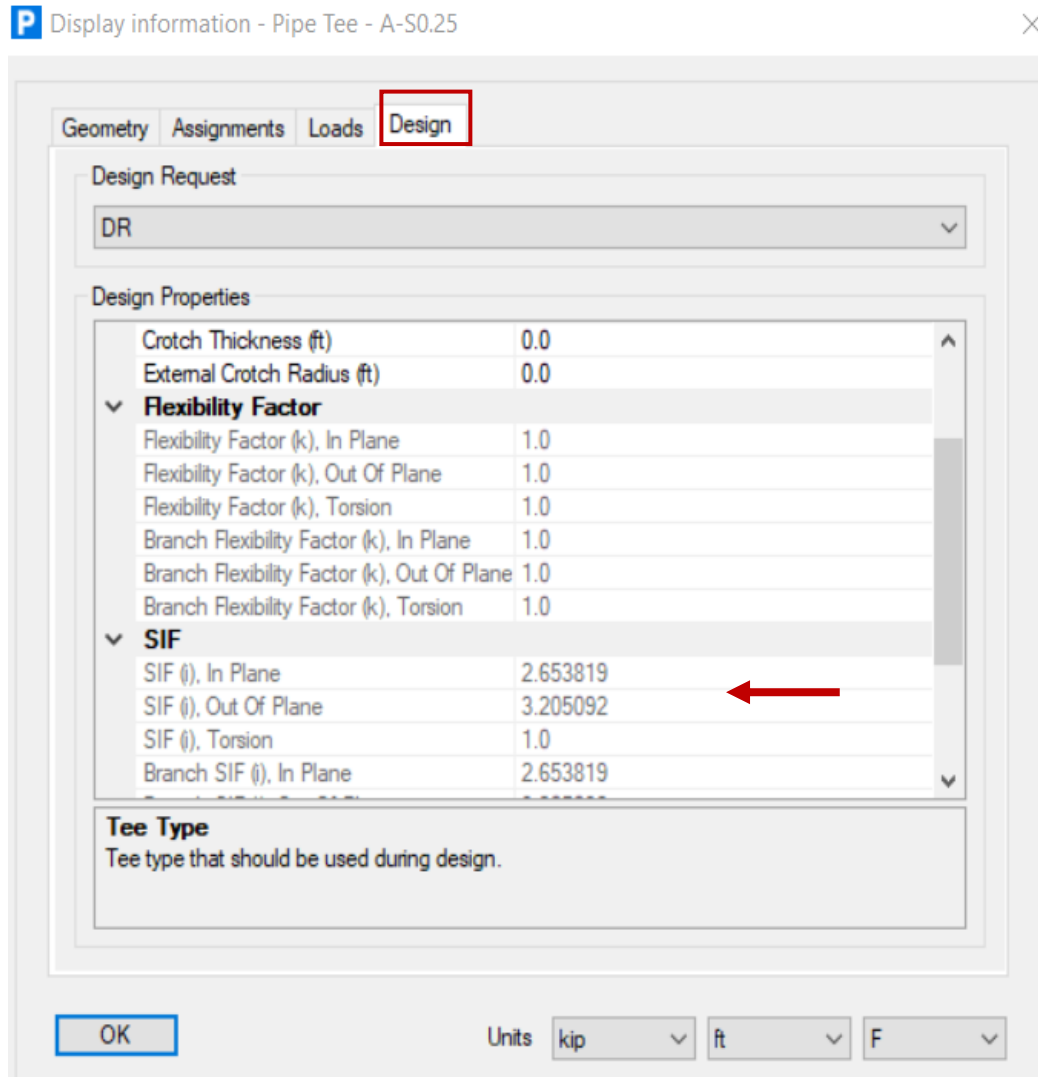 P Display information - Pipe Tee - A-S0.25
Geometry Assignments Loads Design
Design Request
DR
Design Properties
Crotch Thickness (ft) 0.0
External Crotch Radius (ft) 0.0
Flexibility Factor
Flexibility Factor (k), In Plane 1.0
Flexibility Factor (k), Out Of Plane 1.0
Flexibility Factor (k), Torsion 1.0
Branch Flexibility Factor (k), In Plane 1.0
Branch Flexibility Factor (k), Out Of Plane 1.0
Branch Flexibility Factor (k), Torsion 1.0
SIF
SIF (i), In Plane 2.653819
SIF (i), Out Of Plane 3.205092
SIF (i), Torsion 1.0
Branch SIF (i), In Plane 2.653819
Tee Type
Tee type that should be used during design.
OK Units kip ft F